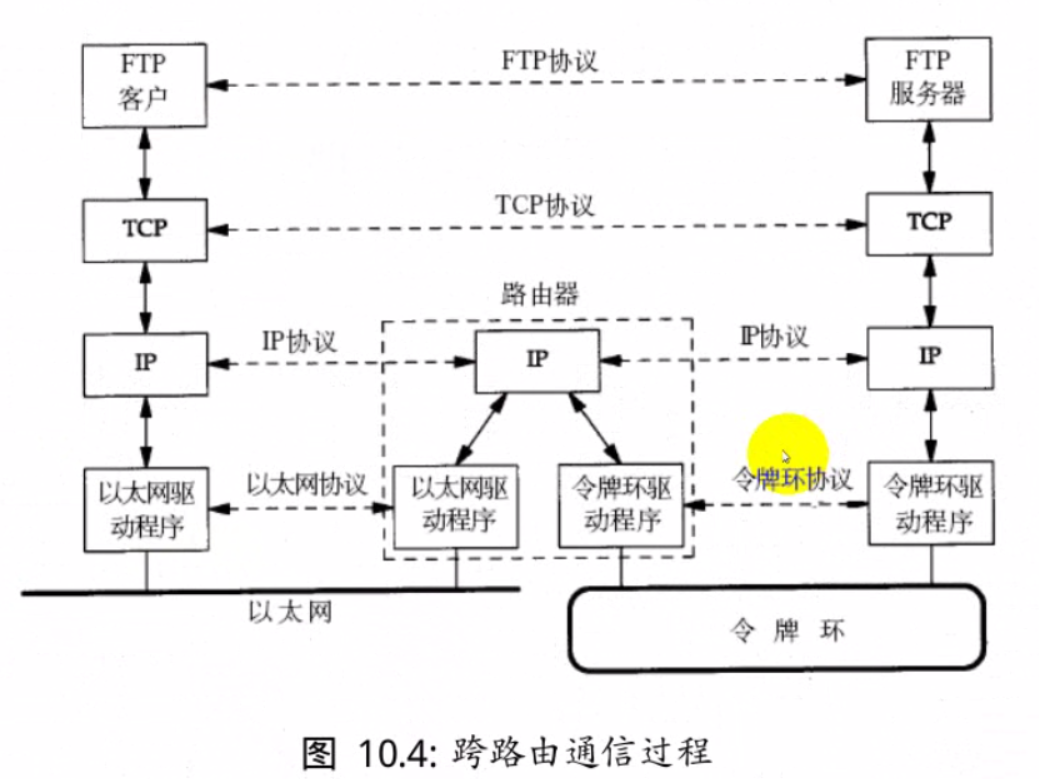 FTP
客户
FTP协议
FTP
服务器
TCP
TCP协议
TCP
路由器
IP
IP协议
IP
IP协议
IP
以太网驱
动程序
以太网协议
以太网驱
动程序
令牌环驱
动程序
令牌环协议
令牌环驱
动程序
以太网
令 牌 环
图 10.4: 跨路由通信过程